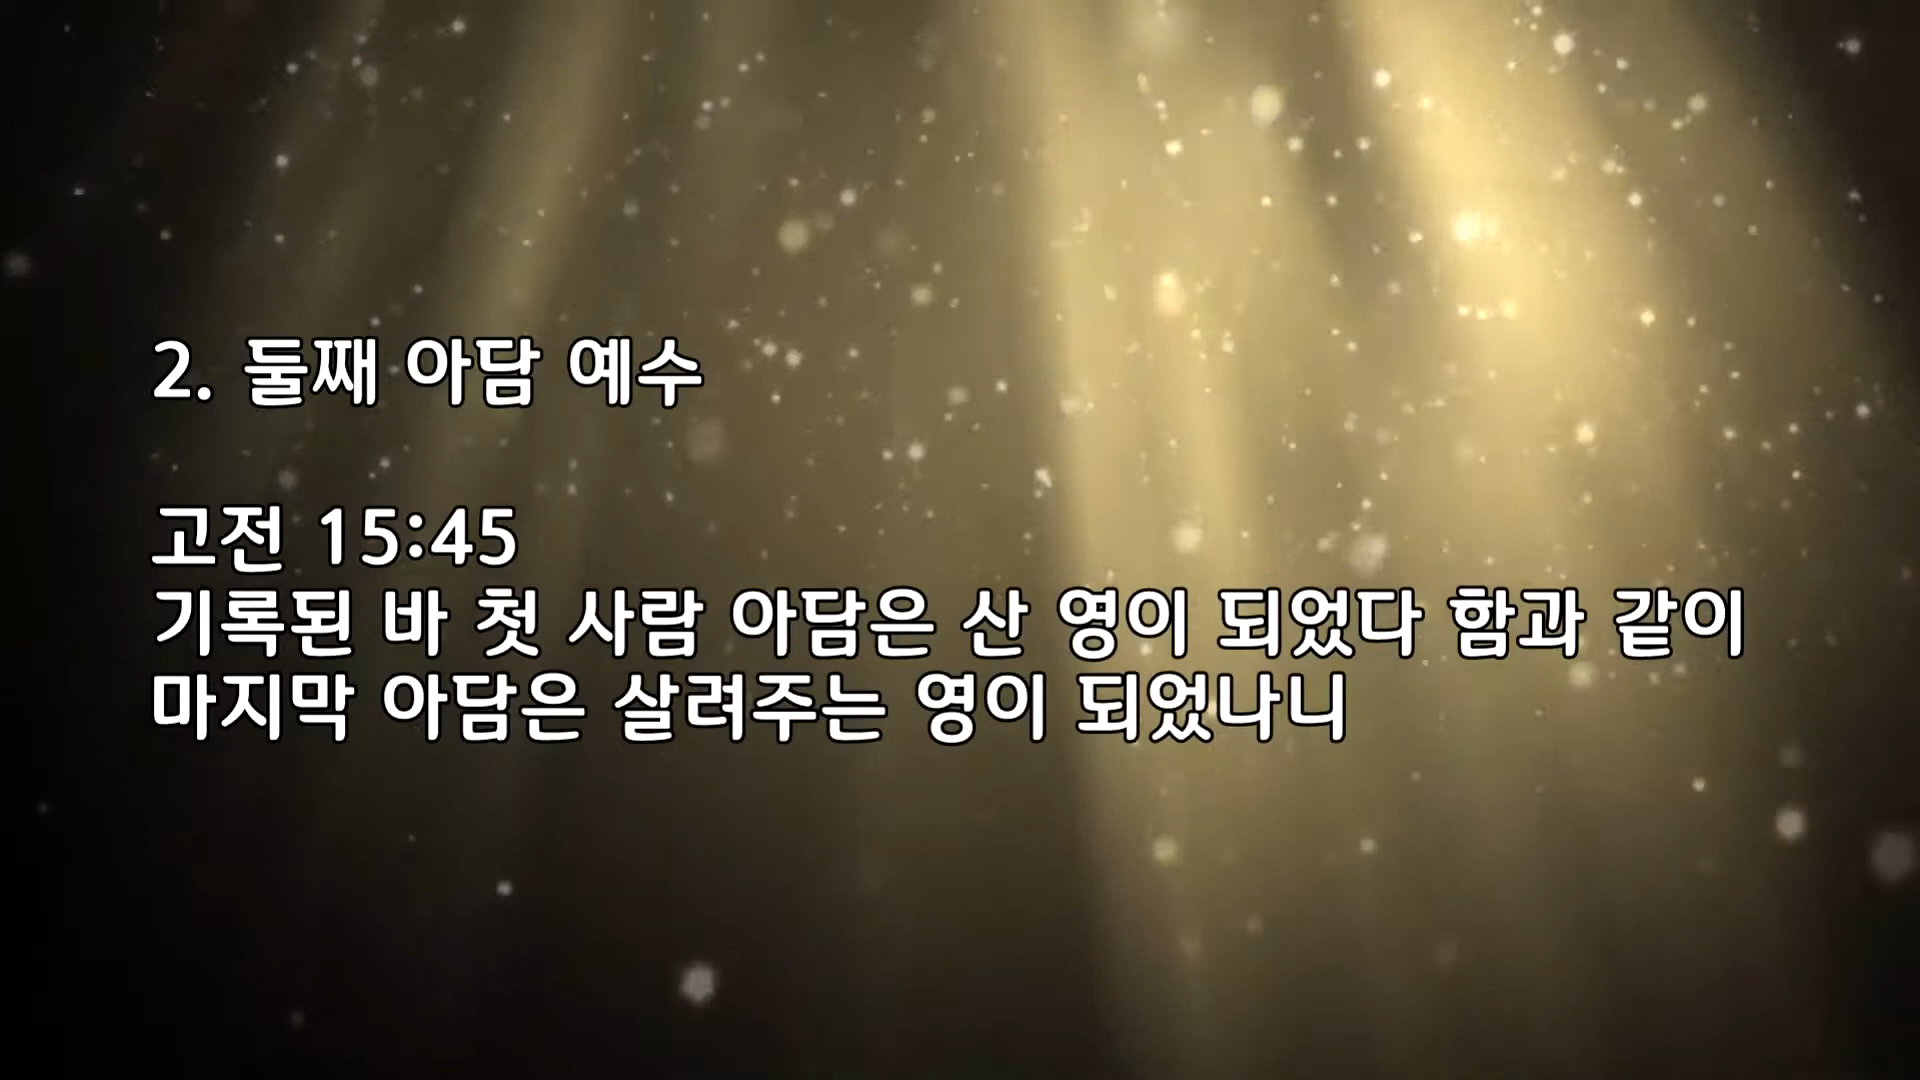 2. 둘째 아담 예수
고전 15:45
기록된 바 첫 사람 아담은 산 영이 되었다 함과 같이
마지막 아담은 살려주는 영이 되었나니